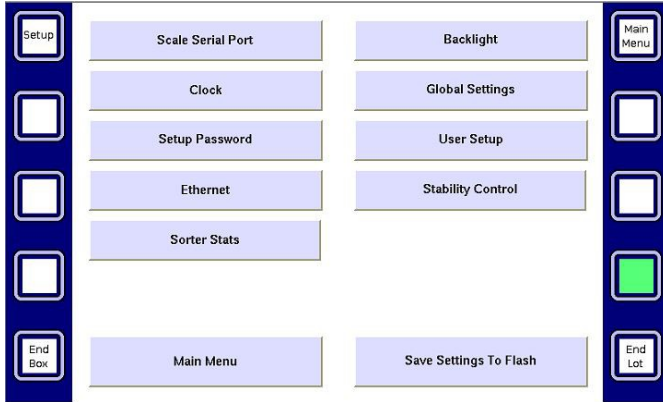 Setup
Scale Serial Port
Backlight
Main
Menu
Clock
Global Settings
Setup Password
User Setup
Ethernet
Stability Control
Sorter Stats
End
Box
Main Menu
Save Settings To Flash
End
Lot